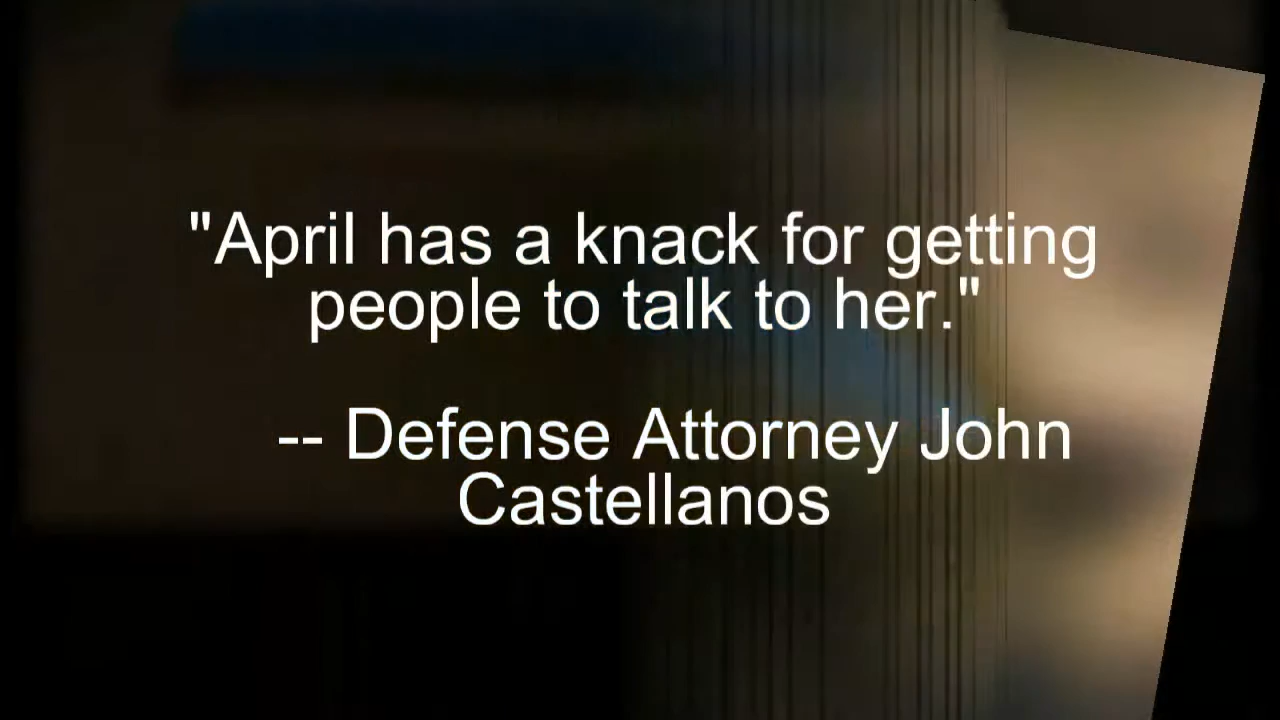 "April has a knack for getting
people to talk to her."
-- Defense Attorney John
Castellanos